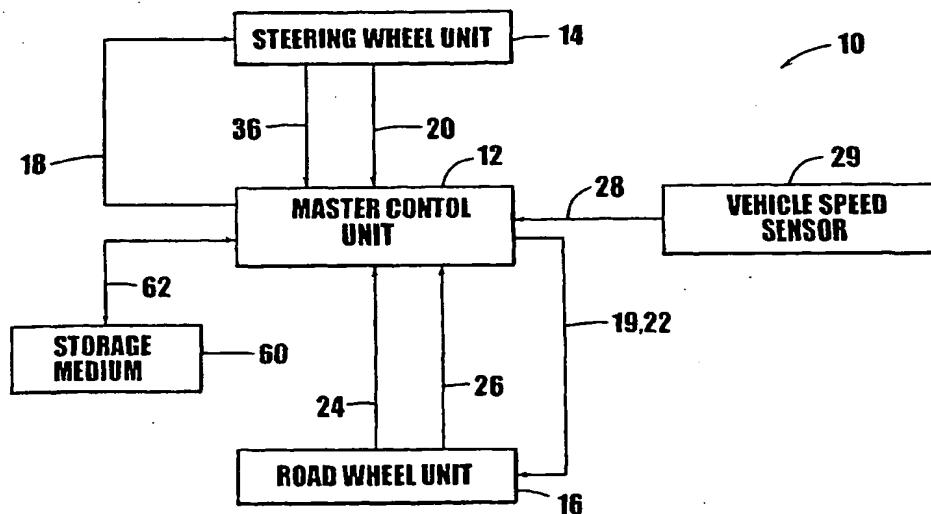 STEERING WHEEL UNIT
14
10
36
20
18
12
29
28
MASTER CONTOL
UNIT
VEHICLE SPEED
SENSOR
62
19,22
STORAGE
MEDIUM
60
24
26
ROAD WHEEL UNIT
16